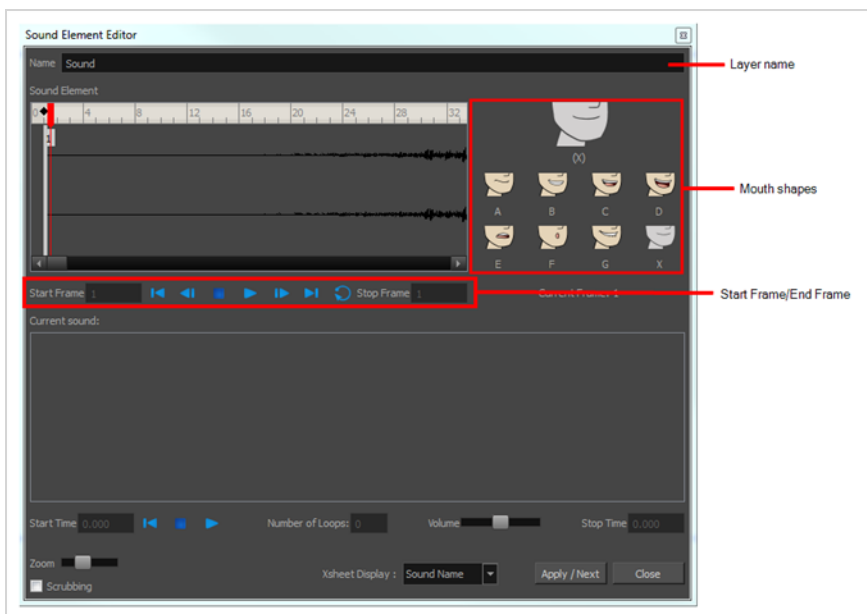 Sound Element Editor
Name Sound
Layer name
Sound Element
0 4 8 12 16 20 24 28 32
(X)
Mouth shapes
A B C D
E F G X
Start Frame 1 Stop Frame 1 Current Frame: 1
Start Frame/End Frame
Current sound:
Start Time 0.000 Number of Loops: 0 Volume Stop Time 0.000
Zoom
Scrubbing
Xsheet Display : Sound Name Apply / Next Close